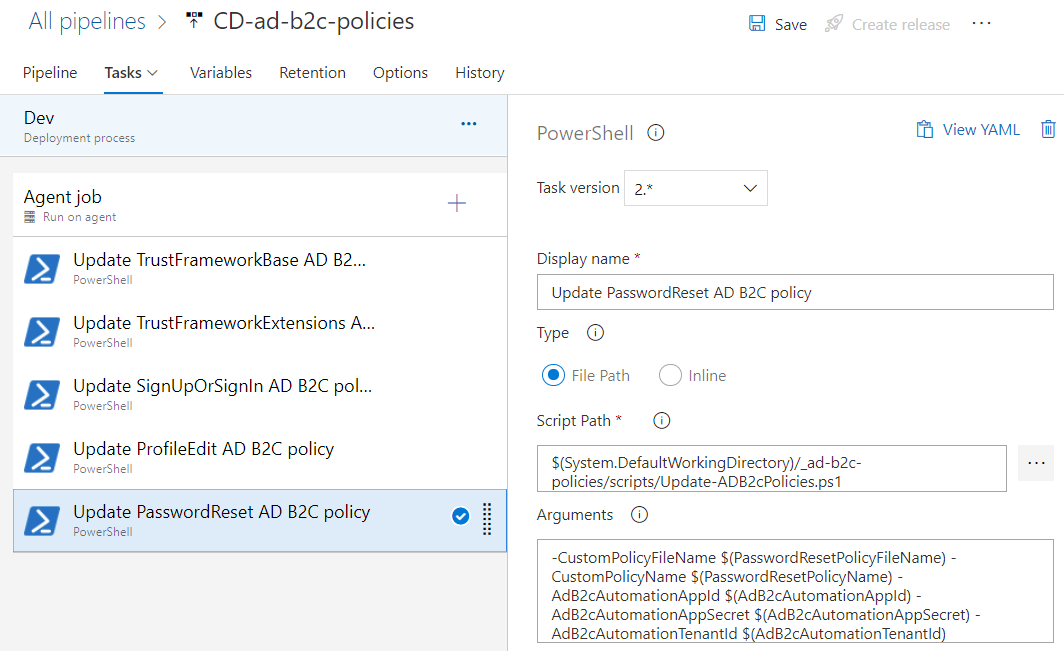 All pipelines > CD-ad-b2c-policies
Save
Create release
...
Pipeline Tasks Variables Retention Options History
Dev
Deployment process
...
Agent job
Run on agent
Update TrustFrameworkBase AD B2...
PowerShell
Update TrustFrameworkExtensions A...
PowerShell
Update SignUpOrSignIn AD B2C pol...
PowerShell
Update ProfileEdit AD B2C policy
PowerShell
Update PasswordReset AD B2C policy
PowerShell
PowerShell
View YAML
Task version 2.*
Display name *
Update PasswordReset AD B2C policy
Type
File Path Inline
Script Path *
$(System.DefaultWorkingDirectory)/_ad-b2c-
policies/scripts/Update-ADB2cPolicies.ps1
...
Arguments
-CustomPolicyFileName $(PasswordResetPolicyFileName) -
CustomPolicyName $(PasswordResetPolicyName) -
AdB2cAutomationAppId $(AdB2cAutomationAppId) -
AdB2cAutomationAppSecret $(AdB2cAutomationAppSecret) -
AdB2cAutomationTenantId $(AdB2cAutomationTenantId)